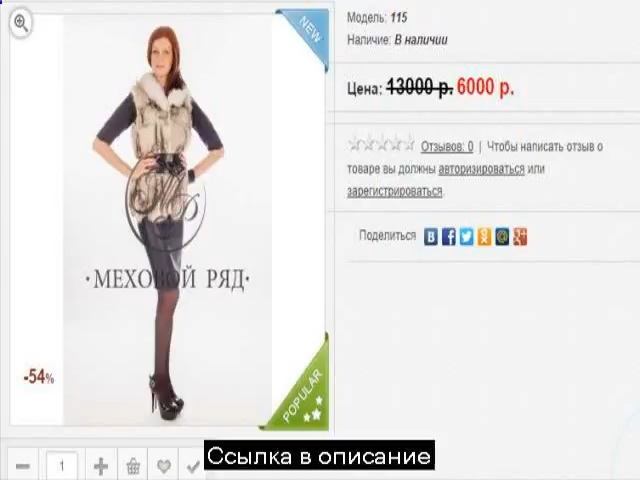 NEW
Модель: 115
Наличие: В наличии
Цена: 13000 р. 6000 р.
Отзывов: 0 | Чтобы написать отзыв о
товаре вы должны авторизироваться или
зарегистрироваться.
Поделиться
·МЕХОВОЙ РЯД·
-54%
POPULAR
1
Ссылка в описание